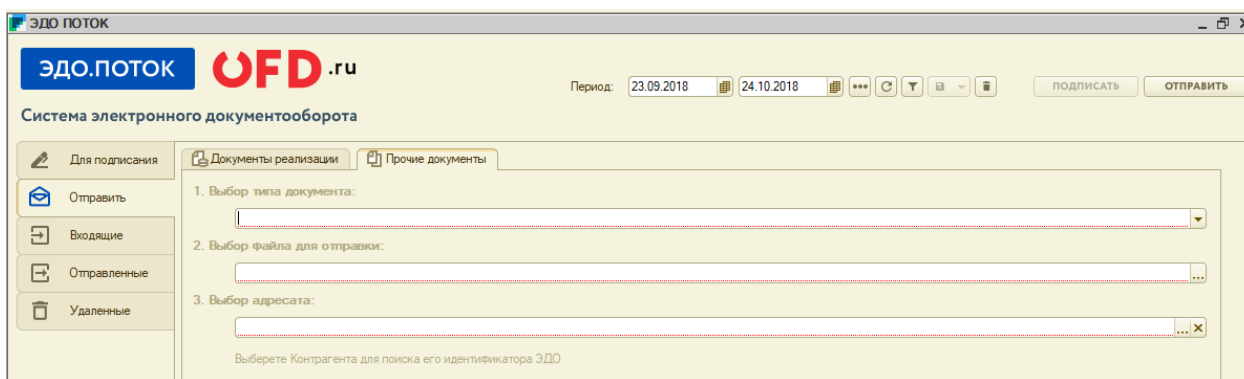 ЭДО ПОТОК
ЭДО.ПОТОК OFD.ru
Период: 23.09.2018 24.10.2018 ПОДПИСАТЬ ОТПРАВИТЬ
Система электронного документооборота
Для подписания
Отправить
Входящие
Отправленные
Удаленные
Документы реализации Прочие документы
1. Выбор типа документа:
2. Выбор файла для отправки:
3. Выбор адресата:
Выберете Контрагента для поиска его идентификатора ЭДО